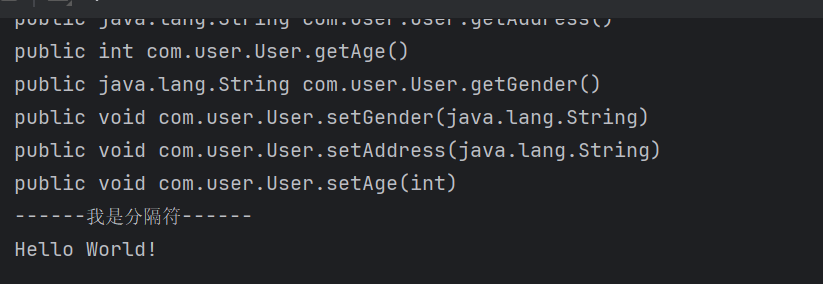 public java.lang.String com.user.User.getAddress()
public int com.user.User.getAge()
public java.lang.String com.user.User.getGender()
public void com.user.User.setGender(java.lang.String)
public void com.user.User.setAddress(java.lang.String)
public void com.user.User.setAge(int)
------我是分隔符------
Hello World!